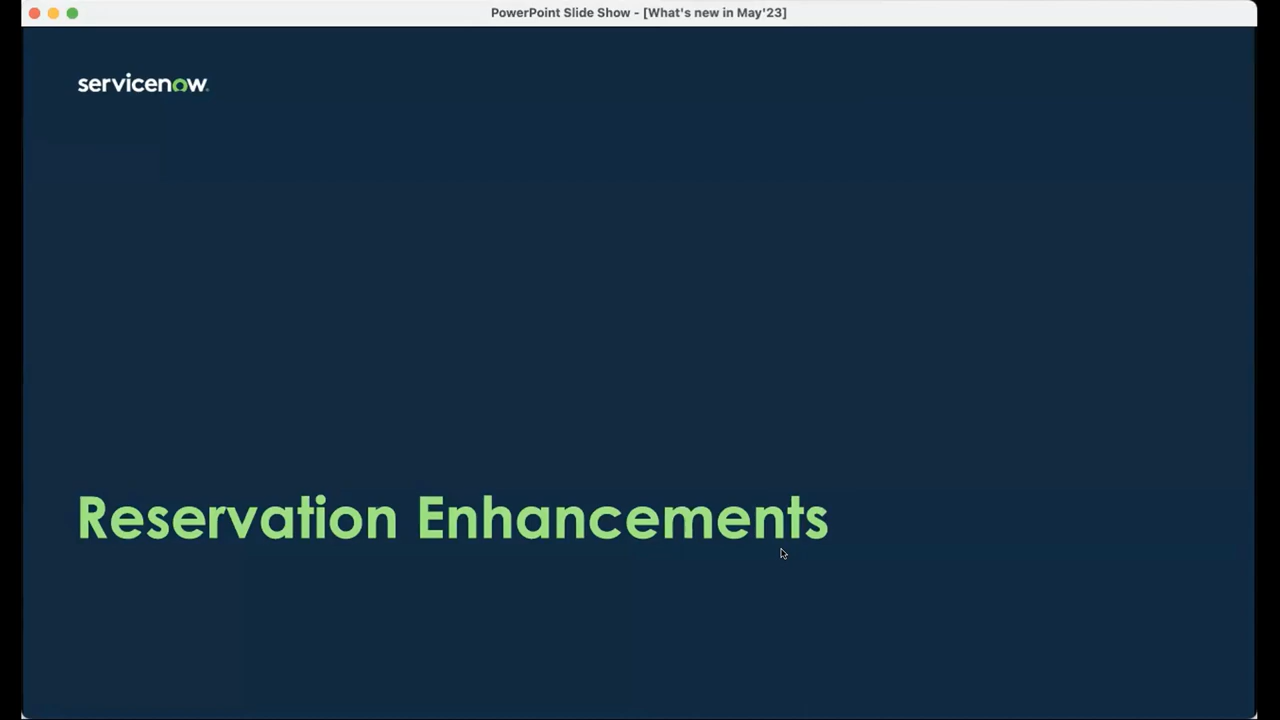 PowerPoint Slide Show - [What's new in May'23]
servicenow.
Reservation Enhancements